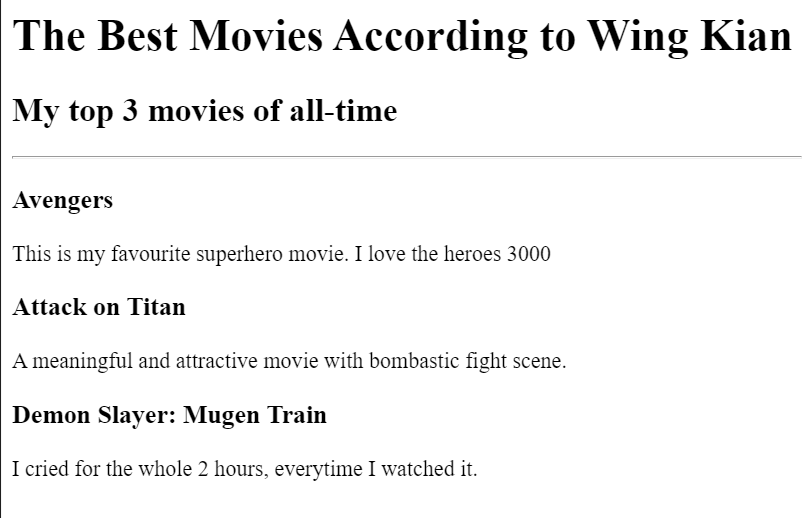 The Best Movies According to Wing Kian
My top 3 movies of all-time
Avengers
This is my favourite superhero movie. I love the heroes 3000
Attack on Titan
A meaningful and attractive movie with bombastic fight scene.
Demon Slayer: Mugen Train
I cried for the whole 2 hours, everytime I watched it.